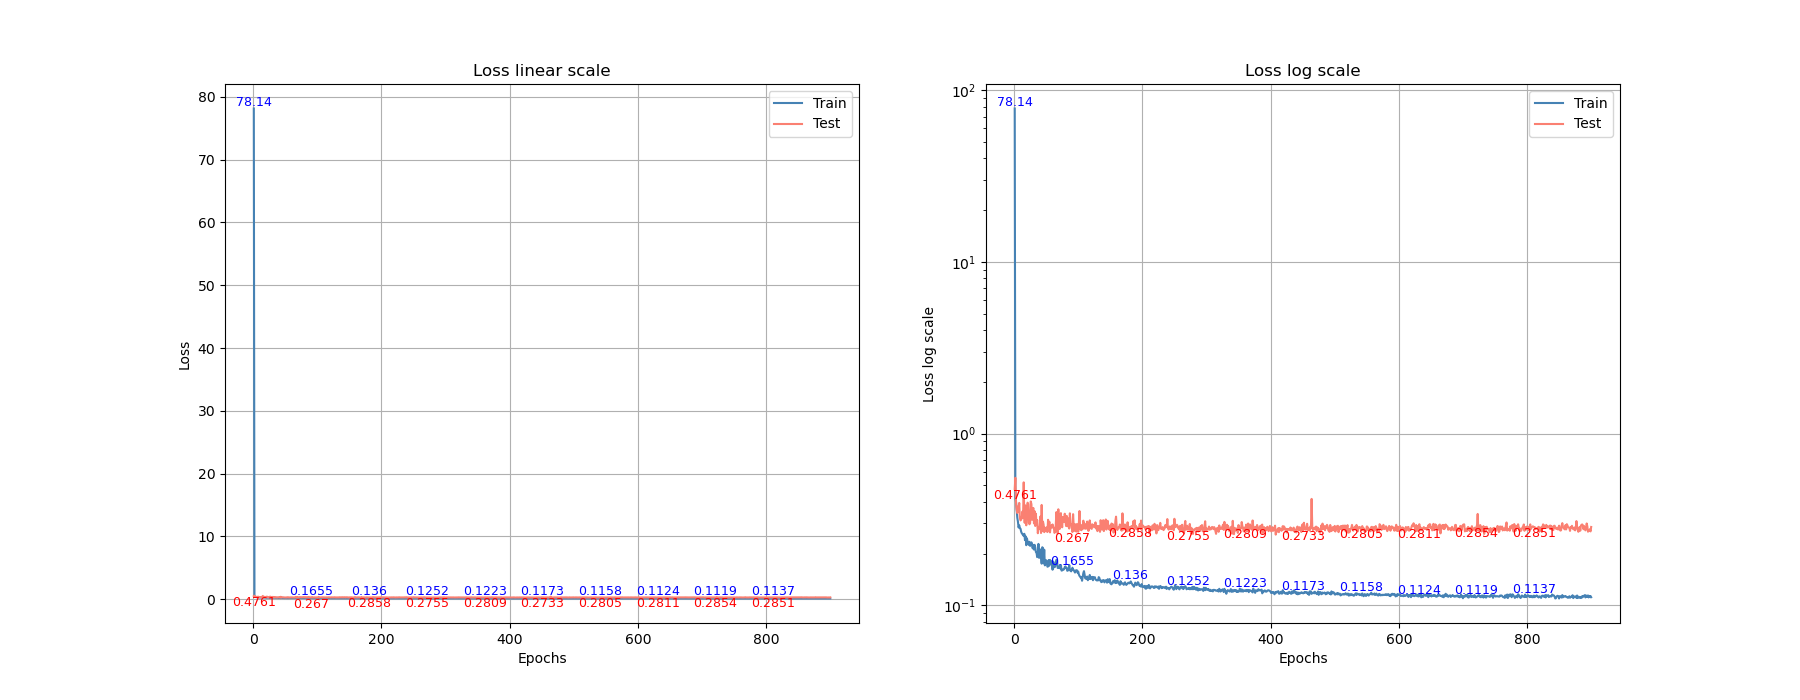 Loss linear scale
80
70
60
50
40
30
20
10
0
Loss
78.14
Train
Test
0.1655 0.136 0.1252 0.1223 0.1173 0.1158 0.1124 0.1119 0.1137
0.4761 0.267 0.2858 0.2755 0.2809 0.2733 0.2805 0.2811 0.2854 0.2851
0 200 400 600 800
Epochs
Loss log scale
10²
10¹
10⁰
10⁻¹
Loss log scale
78.14
Train
Test
0.4761 0.267 0.2858 0.2755 0.2809 0.2733 0.2805 0.2811 0.2854 0.2851
0.1655 0.136 0.1252 0.1223 0.1173 0.1158 0.1124 0.1119 0.1137
0 200 400 600 800
Epochs